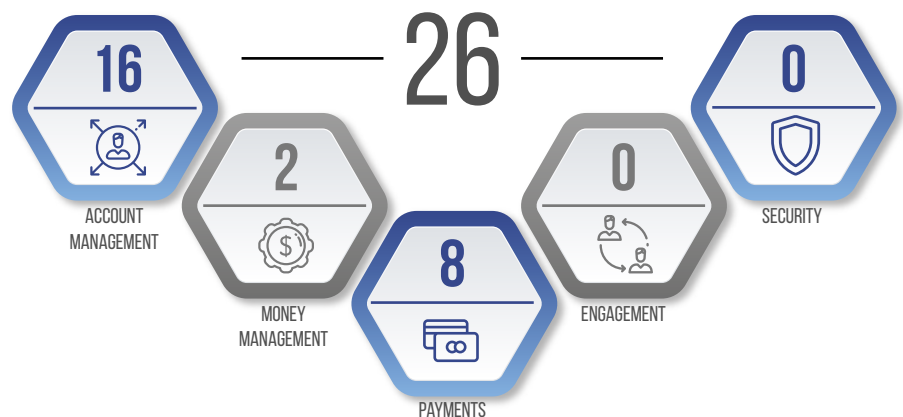 26
16
ACCOUNT
MANAGEMENT
2
MONEY
MANAGEMENT
8
PAYMENTS
0
ENGAGEMENT
0
SECURITY